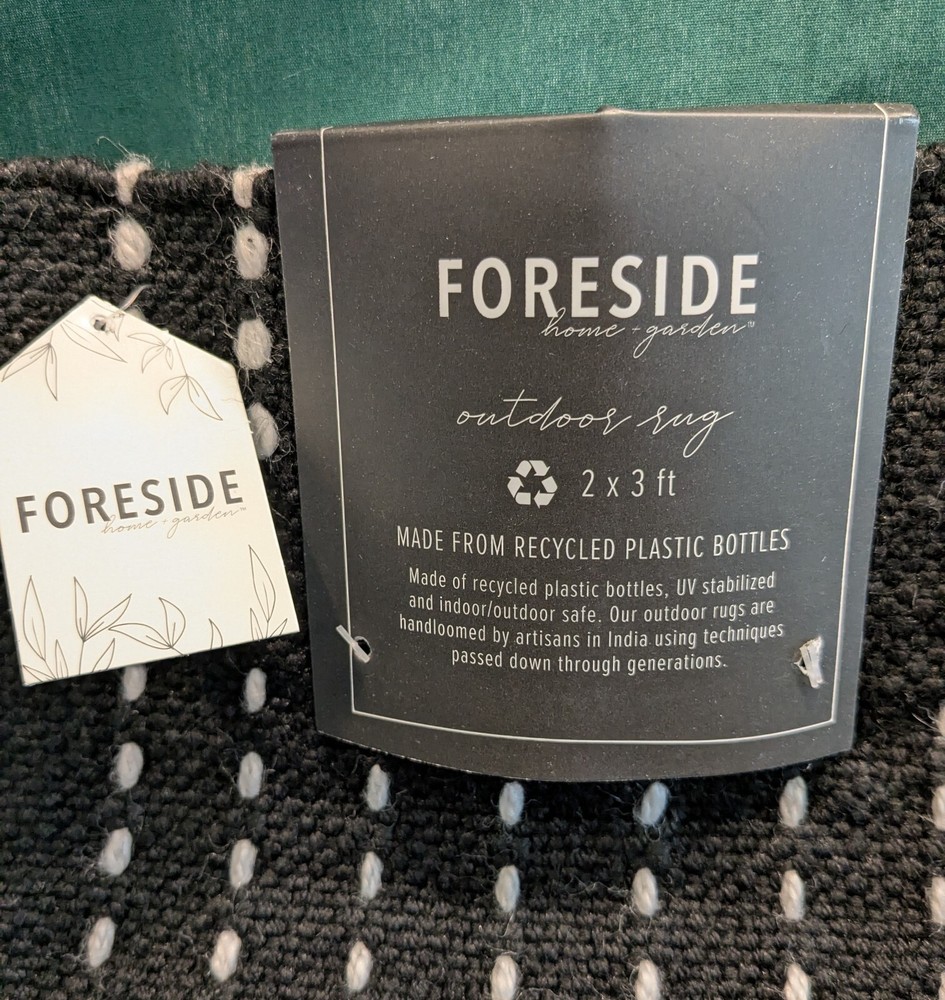 FORESIDE
home + garden™
outdoor rug
2 x 3 ft
MADE FROM RECYCLED PLASTIC BOTTLES
Made of recycled plastic bottles, UV stabilized
and indoor/outdoor safe. Our outdoor rugs are
handloomed by artisans in India using techniques
passed down through generations.
FORESIDE
home + garden™